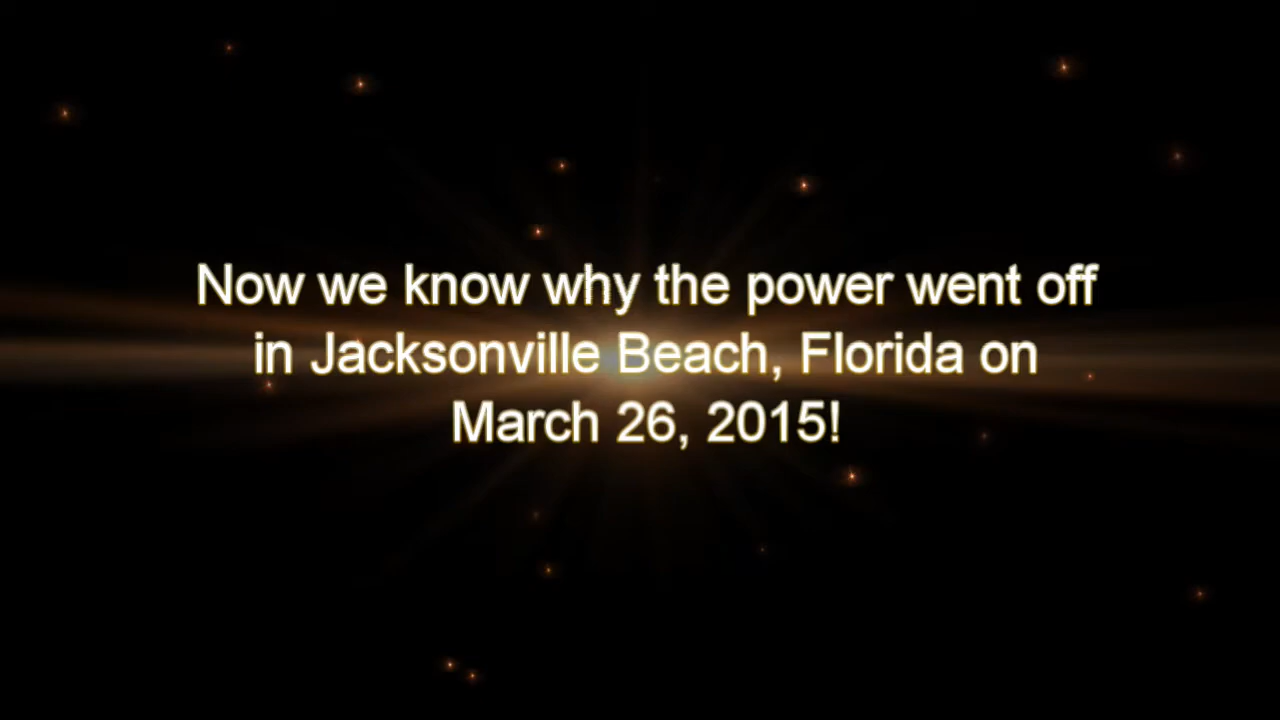 Now we know why the power went off
in Jacksonville Beach, Florida on
March 26, 2015!